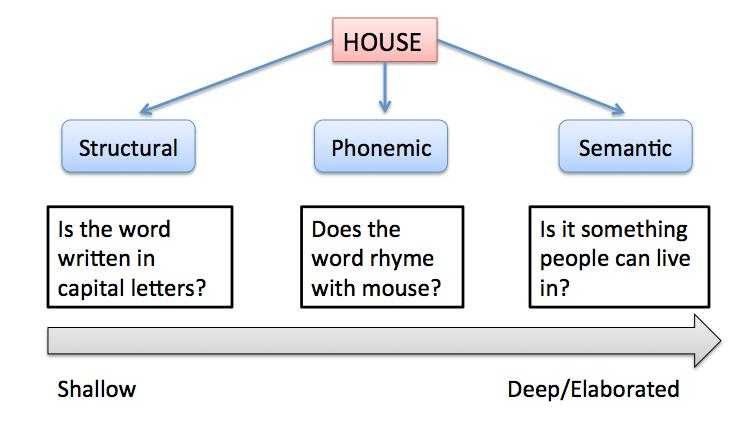 HOUSE
Structural
Phonemic
Semantic
Is the word
written in
capital letters?
Does the
word rhyme
with mouse?
Is it something
people can live
in?
Shallow
Deep/Elaborated